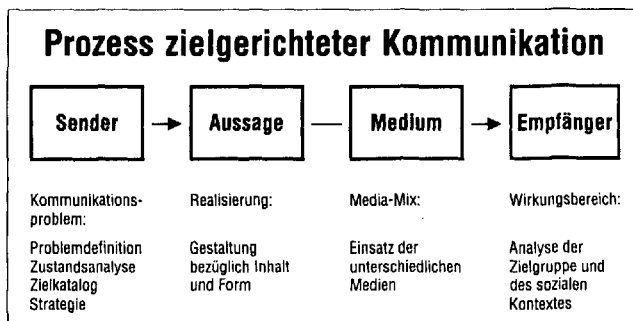 Prozess zielgerichteter Kommunikation
Sender
Aussage
Medium
Empfänger
Kommunikations-
problem:
Problemdefinition
Zustandsanalyse
Zielkatalog
Strategie
Realisierung:
Gestaltung
bezüglich Inhalt
und Form
Media-Mix:
Einsatz der
unterschiedlichen
Medien
Wirkungsbereich:
Analyse der
Zielgruppe und
des sozialen
Kontextes